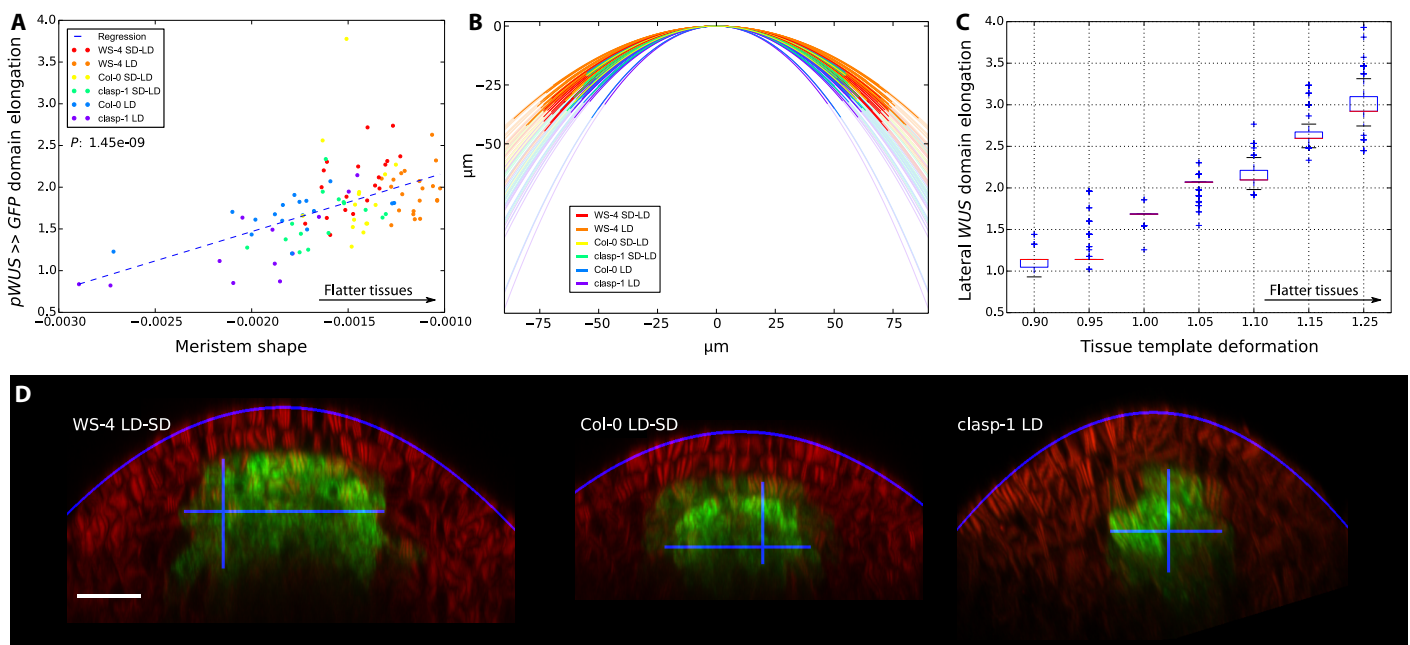 A
pWUS >> GFP domain elongation
4.0
3.5
3.0
2.5
2.0
1.5
1.0
0.5
Regression
WS-4 SD-LD
WS-4 LD
Col-0 SD-LD
clasp-1 SD-LD
Col-0 LD
clasp-1 LD
P: 1.45e-09
Flatter tissues
−0.0030
−0.0025
−0.0020
−0.0015
−0.0010
Meristem shape
B
µm
0
−25
−50
WS-4 SD-LD
WS-4 LD
Col-0 SD-LD
clasp-1 SD-LD
Col-0 LD
clasp-1 LD
−75
−50
−25
0
25
50
75
µm
C
Lateral WUS domain elongation
4.0
3.5
3.0
2.5
2.0
1.5
1.0
0.5
Flatter tissues
0.90
0.95
1.00
1.05
1.10
1.15
1.25
Tissue template deformation
D
WS-4 LD-SD
Col-0 LD-SD
clasp-1 LD